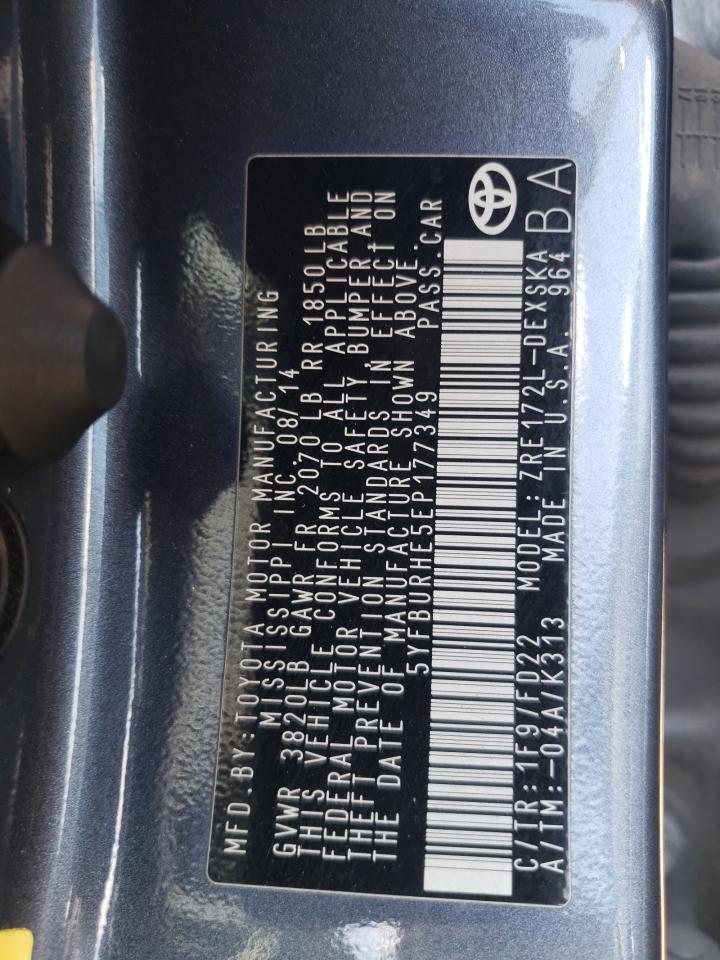 MFD.BY:TOYOTA MOTOR MANUFACTURING
MISSISSIPPI INC. 08/14
GVWR 3820LB GAWR FR 2070 LB RR 1850LB
THIS VEHICLE CONFORMS TO ALL APPLICABLE
FEDERAL MOTOR VEHICLE SAFETY BUMPER AND
THEFT PREVENTION STANDARDS IN EFFECT ON
THE DATE OF MANUFACTURE SHOWN ABOVE.
5YFBURHE5EP177349 PASS.CAR
C/TR:1F9/FD22 MODEL:ZRE172L-DEXSKA
A/TM:-04A/K313 MADE IN U.S.A. 964 BA